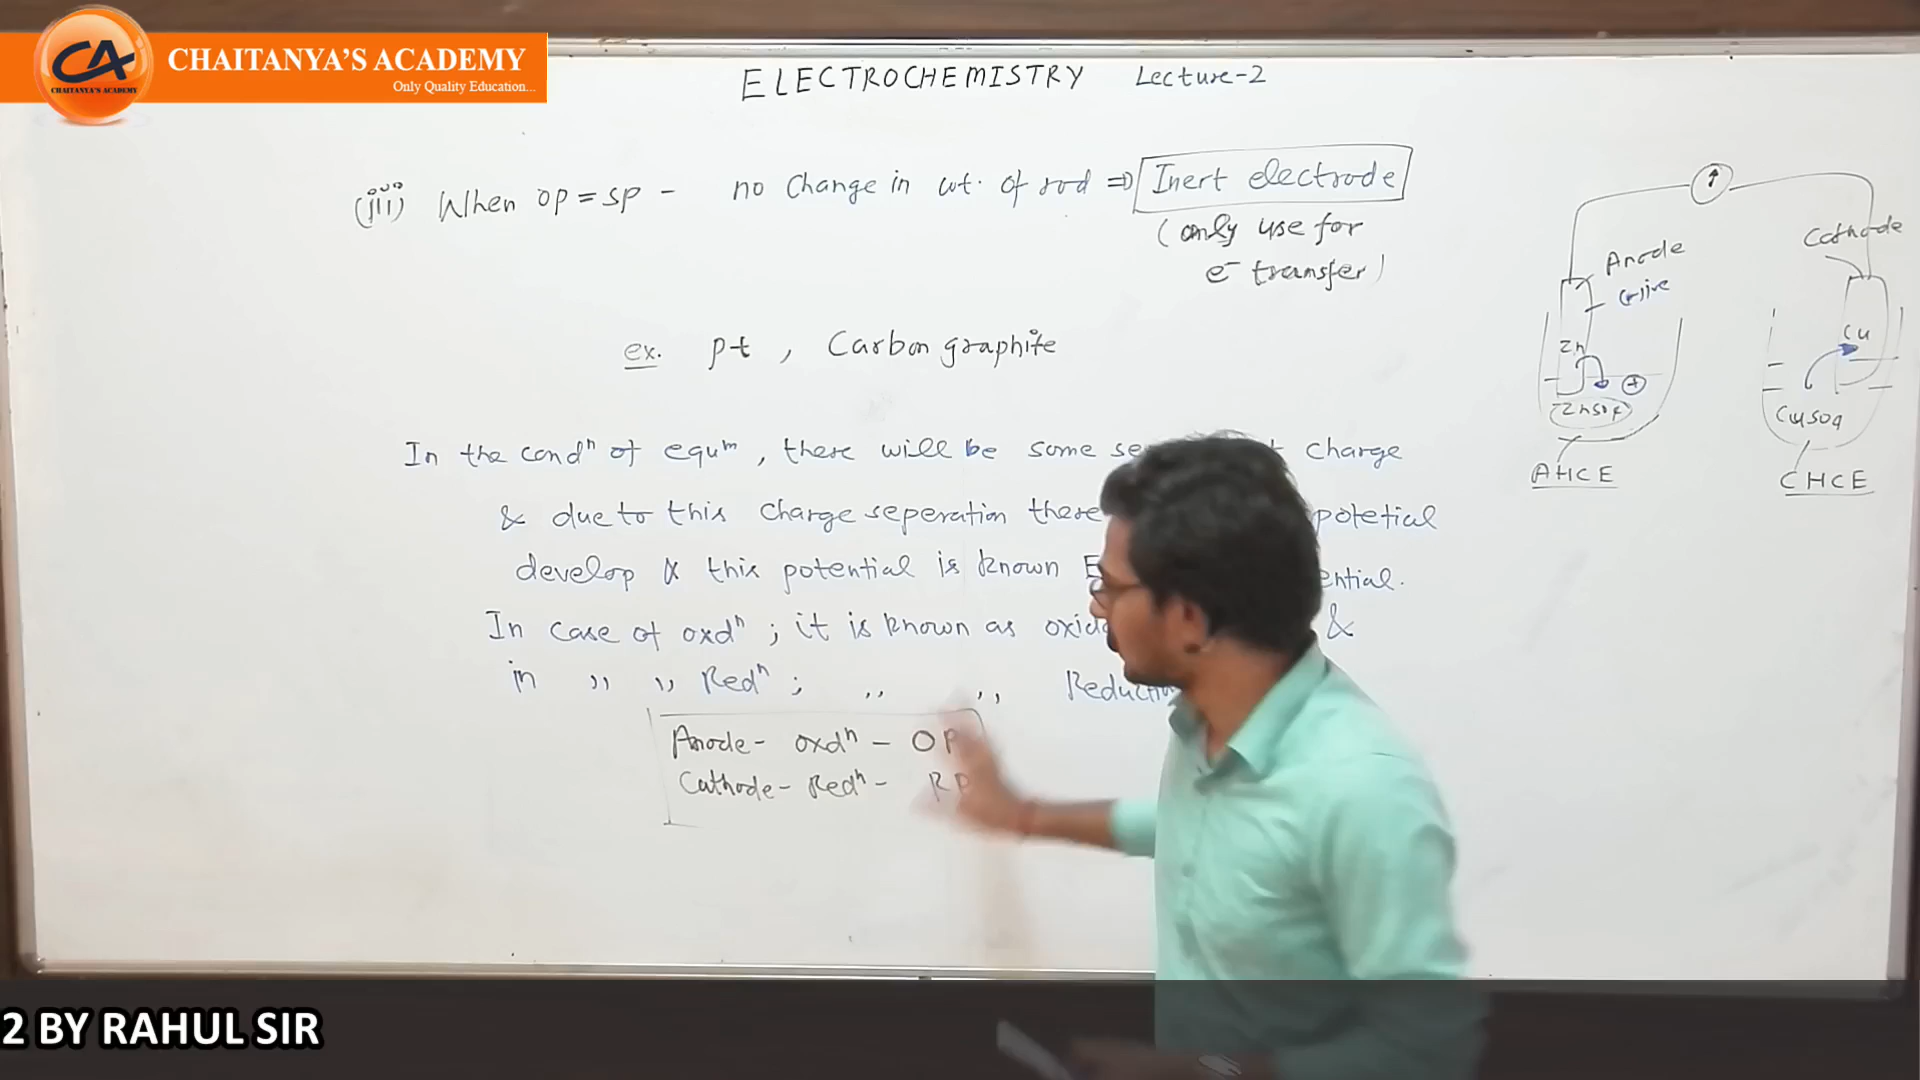 CA
CHAITANYA'S ACADEMY
CHAITANYA'S ACADEMY
Only Quality Education...
ELECTROCHEMISTRY Lecture-2
(iii) When OP = SP - no change in wt. of rod ⇒ Inert electrode
(only use for
e⁻ transfer)
ex. Pt , Carbon graphite
In the condⁿ of equᵐ , there will be some charge
& due to this charge seperation there potetial
develop & this potential is known
In case of oxdⁿ ; it is known as &
in ,, ,, Redⁿ ; ,, ,,
Anode - oxdⁿ - OP
Cathode - Redⁿ - RP
Anode
Zn
+
ZnSO4
AHCE
Cathode
Cu
CuSO4
CHCE
2 BY RAHUL SIR